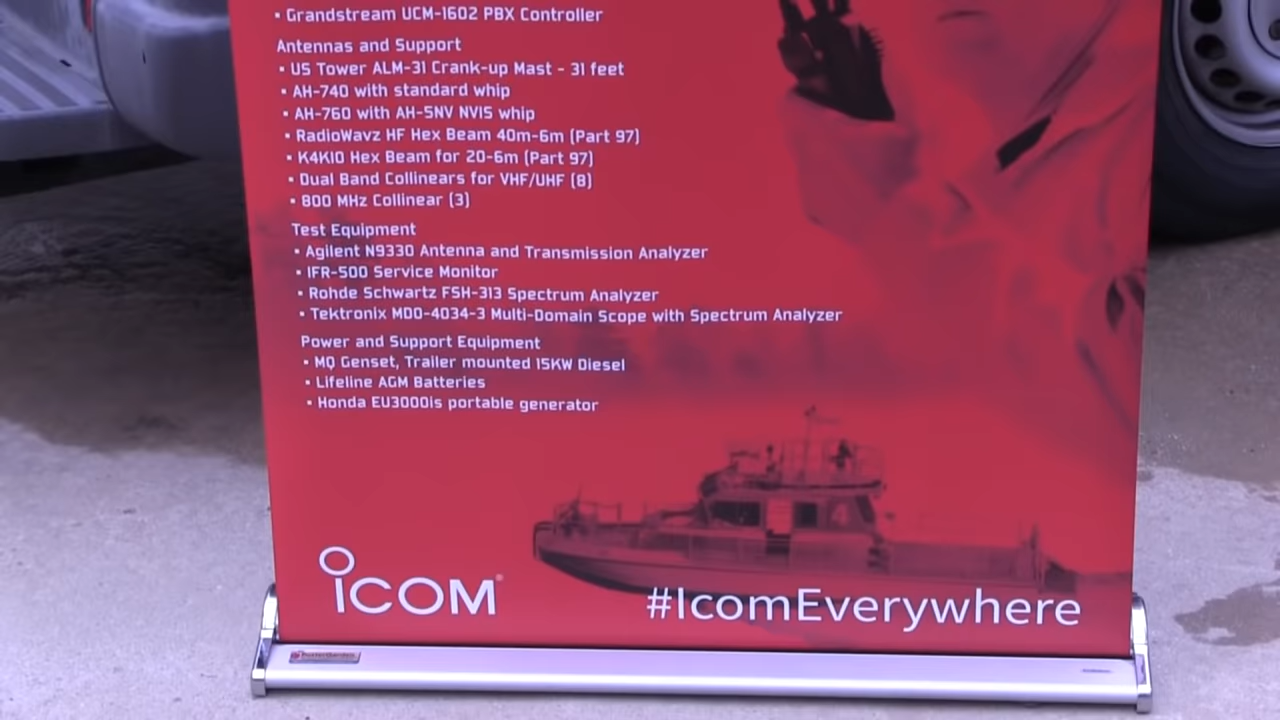 • Grandstream UCM-1602 PBX Controller
Antennas and Support
• US Tower ALM-31 Crank-up Mast - 31 feet
• AH-740 with standard whip
• AH-760 with AH-5NV NVIS whip
• RadioWavz HF Hex Beam 40m-6m (Part 97)
• K4KIO Hex Beam for 20-6m (Part 97)
• Dual Band Collinears for VHF/UHF (8)
• 800 MHz Collinear (3)
Test Equipment
• Agilent N9330 Antenna and Transmission Analyzer
• IFR-500 Service Monitor
• Rohde Schwartz FSH-313 Spectrum Analyzer
• Tektronix MDO-4034-3 Multi-Domain Scope with Spectrum Analyzer
Power and Support Equipment
• MQ Genset, Trailer mounted 15KW Diesel
• Lifeline AGM Batteries
• Honda EU3000is portable generator
ICOM
#IcomEverywhere